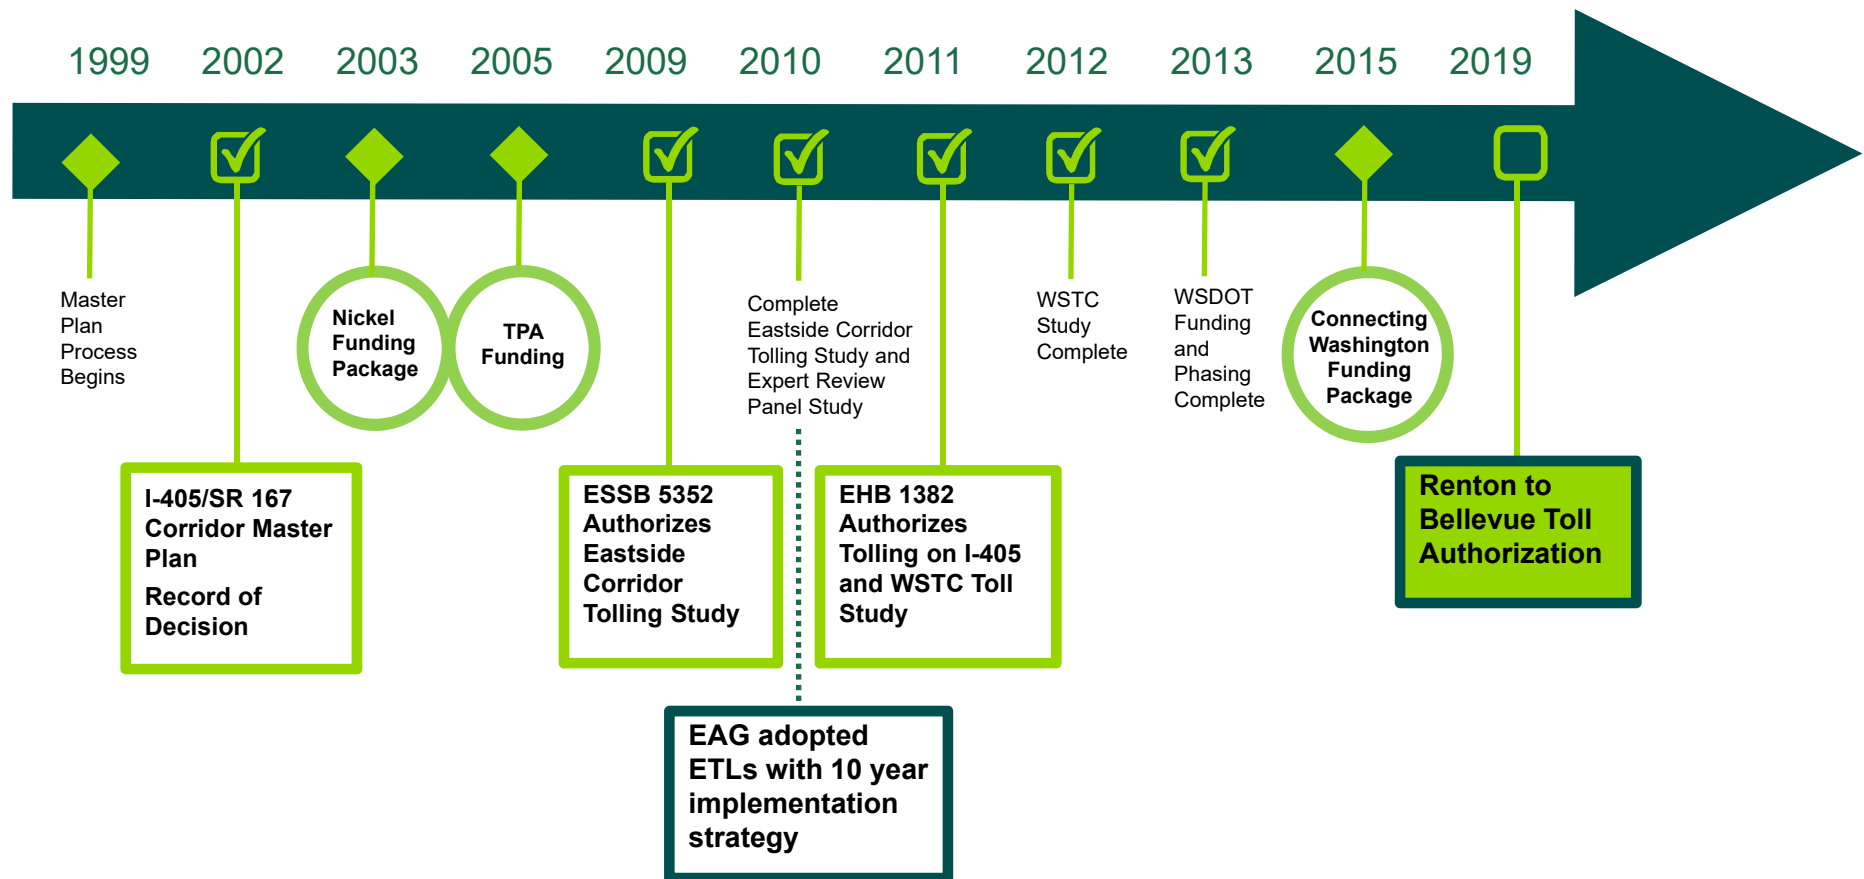 1999 2002 2003 2005 2009 2010 2011 2012 2013 2015 2019
Master
Plan
Process
Begins
I-405/SR 167
Corridor Master
Plan
Record of
Decision
Nickel
Funding
Package
TPA
Funding
ESSB 5352
Authorizes
Eastside
Corridor
Tolling Study
Complete
Eastside Corridor
Tolling Study and
Expert Review
Panel Study
EAG adopted
ETLs with 10 year
implementation
strategy
EHB 1382
Authorizes
Tolling on I-405
and WSTC Toll
Study
WSTC
Study
Complete
WSDOT
Funding
and
Phasing
Complete
Connecting
Washington
Funding
Package
Renton to
Bellevue Toll
Authorization